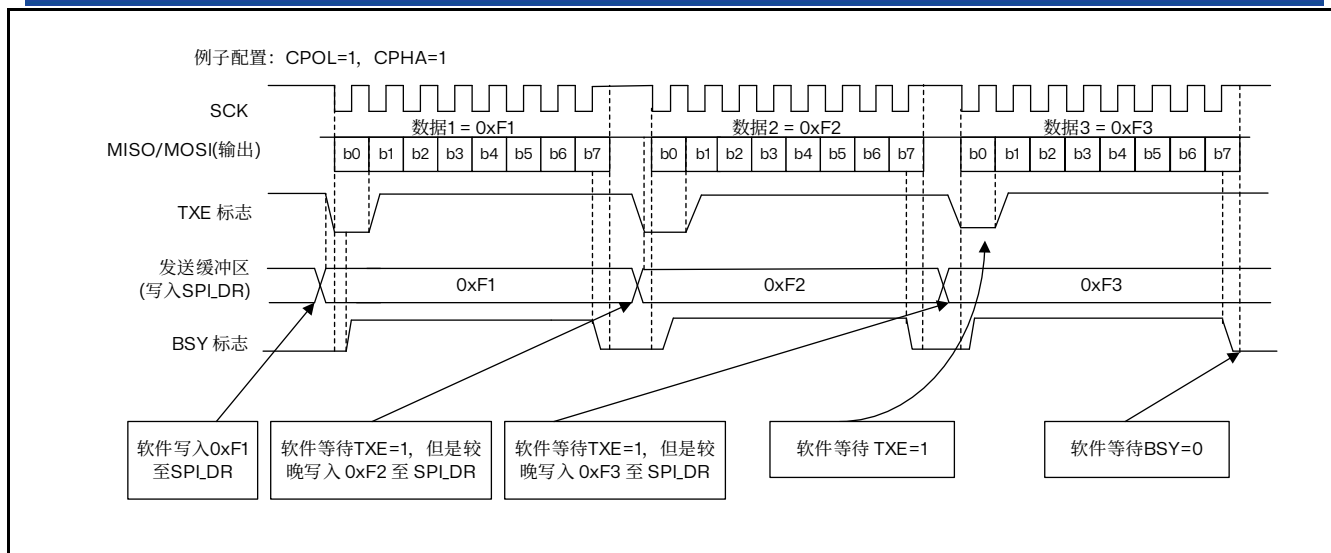 例子配置：CPOL=1，CPHA=1
SCK
数据1 = 0xF1 数据2 = 0xF2 数据3 = 0xF3
MISO/MOSI(输出)
b0 b1 b2 b3 b4 b5 b6 b7 b0 b1 b2 b3 b4 b5 b6 b7 b0 b1 b2 b3 b4 b5 b6 b7
TXE 标志
发送缓冲区
(写入SPI_DR)
0xF1 0xF2 0xF3
BSY 标志
软件写入0xF1
至SPI_DR
软件等待TXE=1，但是较
晚写入 0xF2 至 SPI_DR
软件等待TXE=1，但是较
晚写入 0xF3 至 SPI_DR
软件等待 TXE=1
软件等待BSY=0